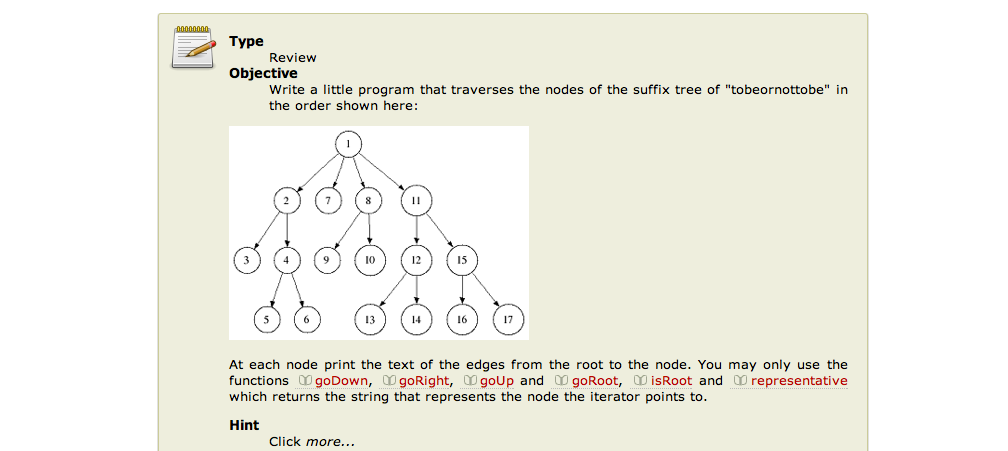 Type
Review
Objective
Write a little program that traverses the nodes of the suffix tree of "tobeornottobe" in
the order shown here:
1
2 7 8 11
3 4 9 10 12 15
5 6 13 14 16 17
At each node print the text of the edges from the root to the node. You may only use the
functions goDown, goRight, goUp and goRoot, isRoot and representative
which returns the string that represents the node the iterator points to.
Hint
Click more...